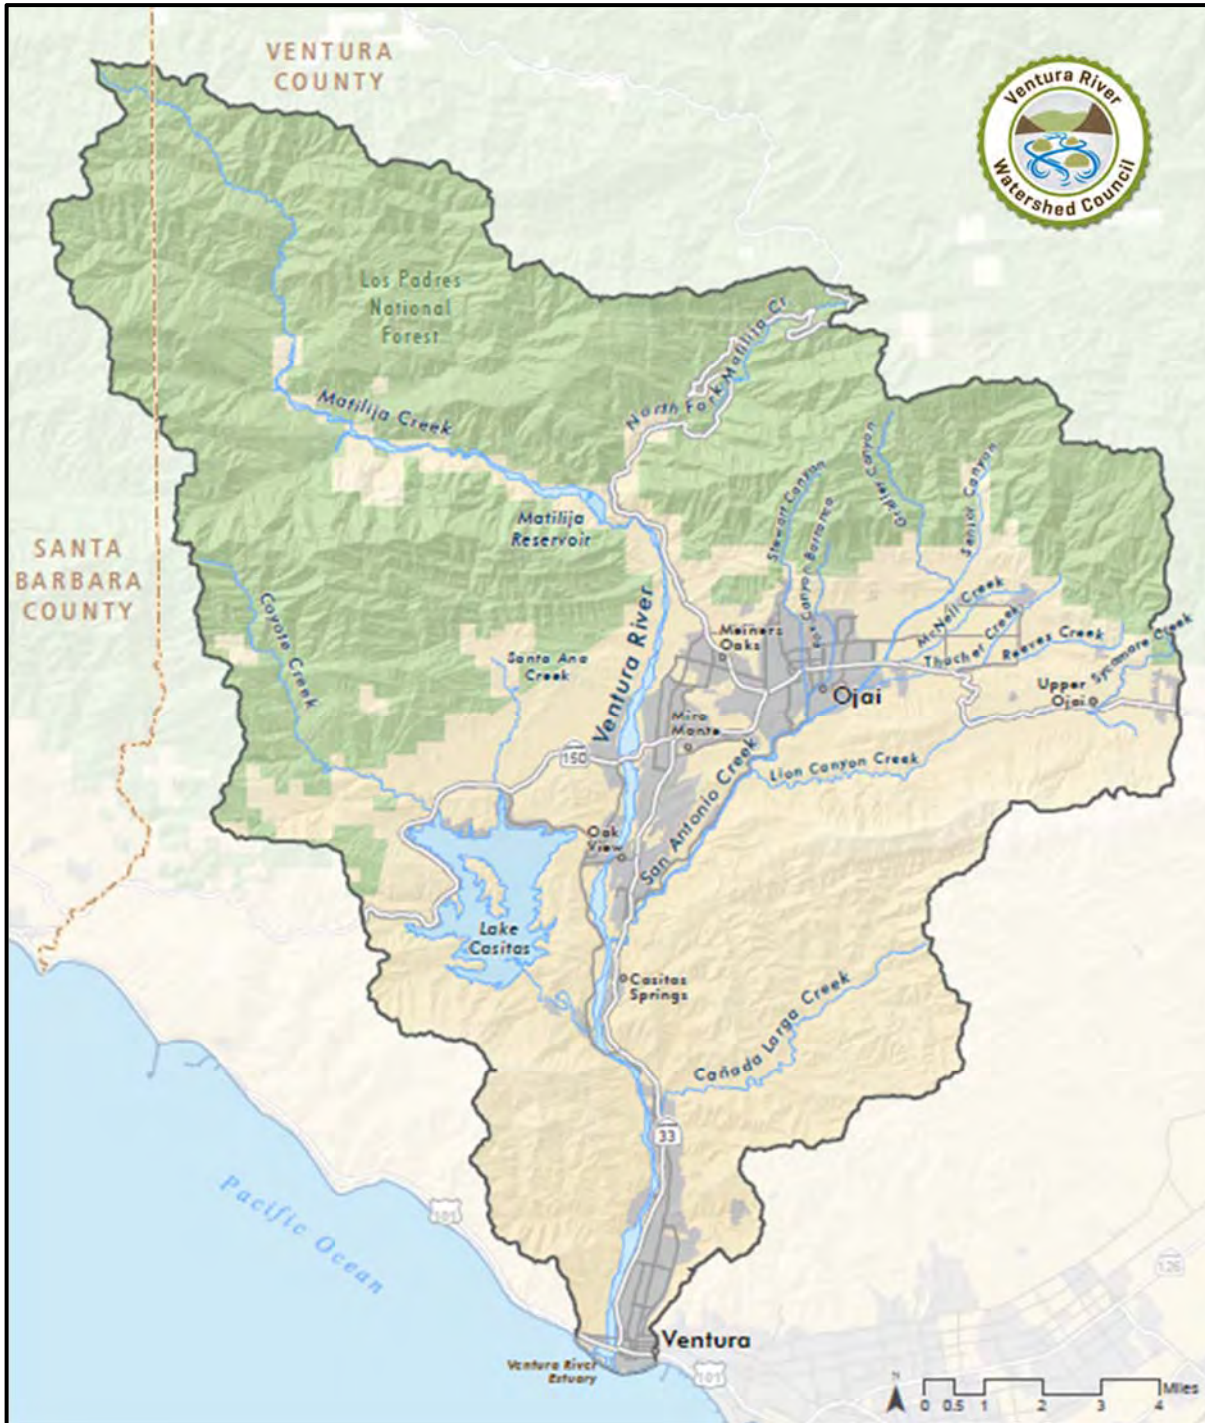 VENTURA
COUNTY
Ventura River
Watershed Council
Los Padres
National
Forest
North Fork Matilija Cr.
Matilija Creek
Gridley Canyon
Senior Canyon
Stewart Canyon
Fox Canyon Barranca
Matilija
Reservoir
SANTA
BARBARA
COUNTY
Coyote Creek
Ventura River
Meiners
Oaks
McNell Creek
Thacher Creek
Reeves Creek
Sycamore Creek
Santa Ana
Creek
Upper
Ojai
Ojai
Mira
Monte
150
Lion Canyon Creek
San Antonio Creek
Oak
View
Lake
Casitas
Casitas
Springs
Cañada Larga Creek
33
Pacific Ocean
101
126
Ventura
Ventura River
Estuary
101
N
Miles
0 0.5 1 2 3 4